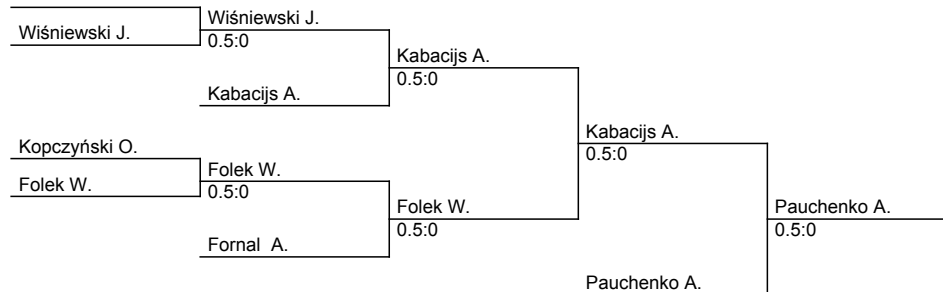 Wiśniewski J.
Wiśniewski J.
0.5:0
Kabacijs A.
Kabacijs A.
0.5:0
Kopczyński O.
Folek W.
Folek W.
0.5:0
Fornal A.
Folek W.
0.5:0
Kabacijs A.
0.5:0
Pauchenko A.
Pauchenko A.
0.5:0